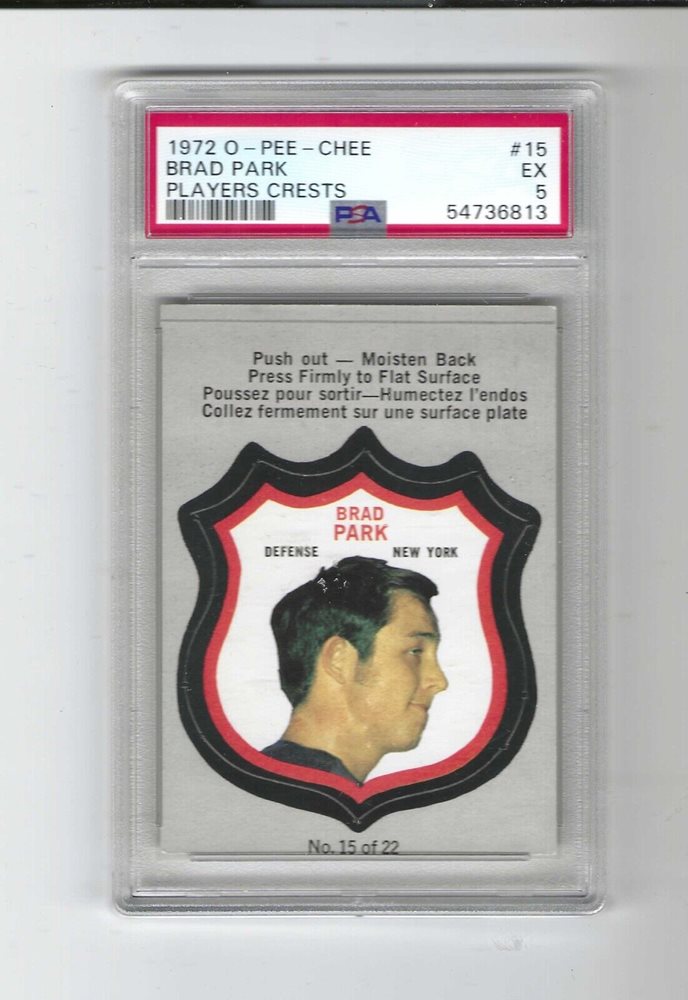 1972 O-PEE-CHEE #15
BRAD PARK EX
PLAYERS CRESTS 5
PSA 54736813
Push out — Moisten Back
Press Firmly to Flat Surface
Poussez pour sortir—Humectez l'endos
Collez fermement sur une surface plate
BRAD
PARK
DEFENSE NEW YORK
No. 15 of 22